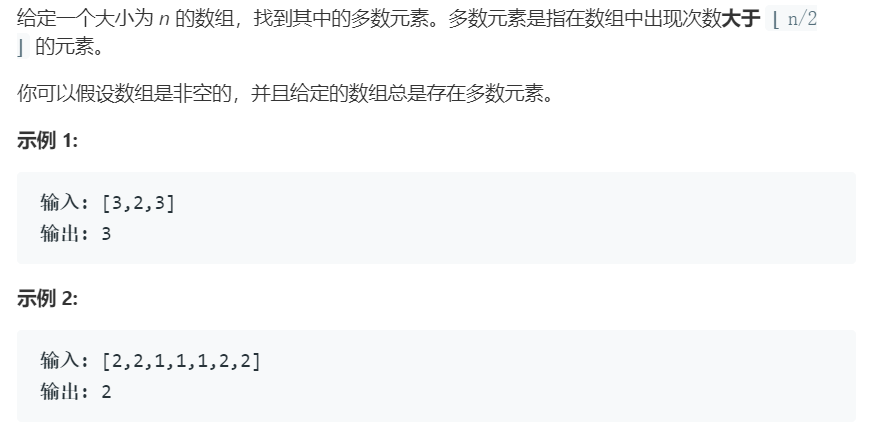 给定一个大小为 n 的数组，找到其中的多数元素。多数元素是指在数组中出现次数大于 ⌊ n/2
⌋ 的元素。
你可以假设数组是非空的，并且给定的数组总是存在多数元素。
示例 1:
输入: [3,2,3]
输出: 3
示例 2:
输入: [2,2,1,1,1,2,2]
输出: 2